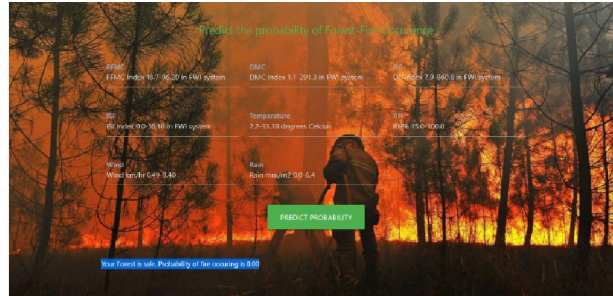 Predict the probability of Forest-Fire Occurence
FFMC
FFMC Index 18.7-96.20 in FWI system
DMC
DMC Index 1.1-291.3 in FWI system
DC
DC Index 7.9-860.6 in FWI system
ISI
ISI Index 0.0-56.10 in FWI system
Temperature
2.2-33.30 degrees Celcius
RH%
RH% 15.0-100.0
Wind
Wind km/hr 0.49-9.40
Rain
Rain mm/m2 0.0-6.4
PREDICT PROBABILITY
Your Forest is safe. Probability of fire occuring is 0.00